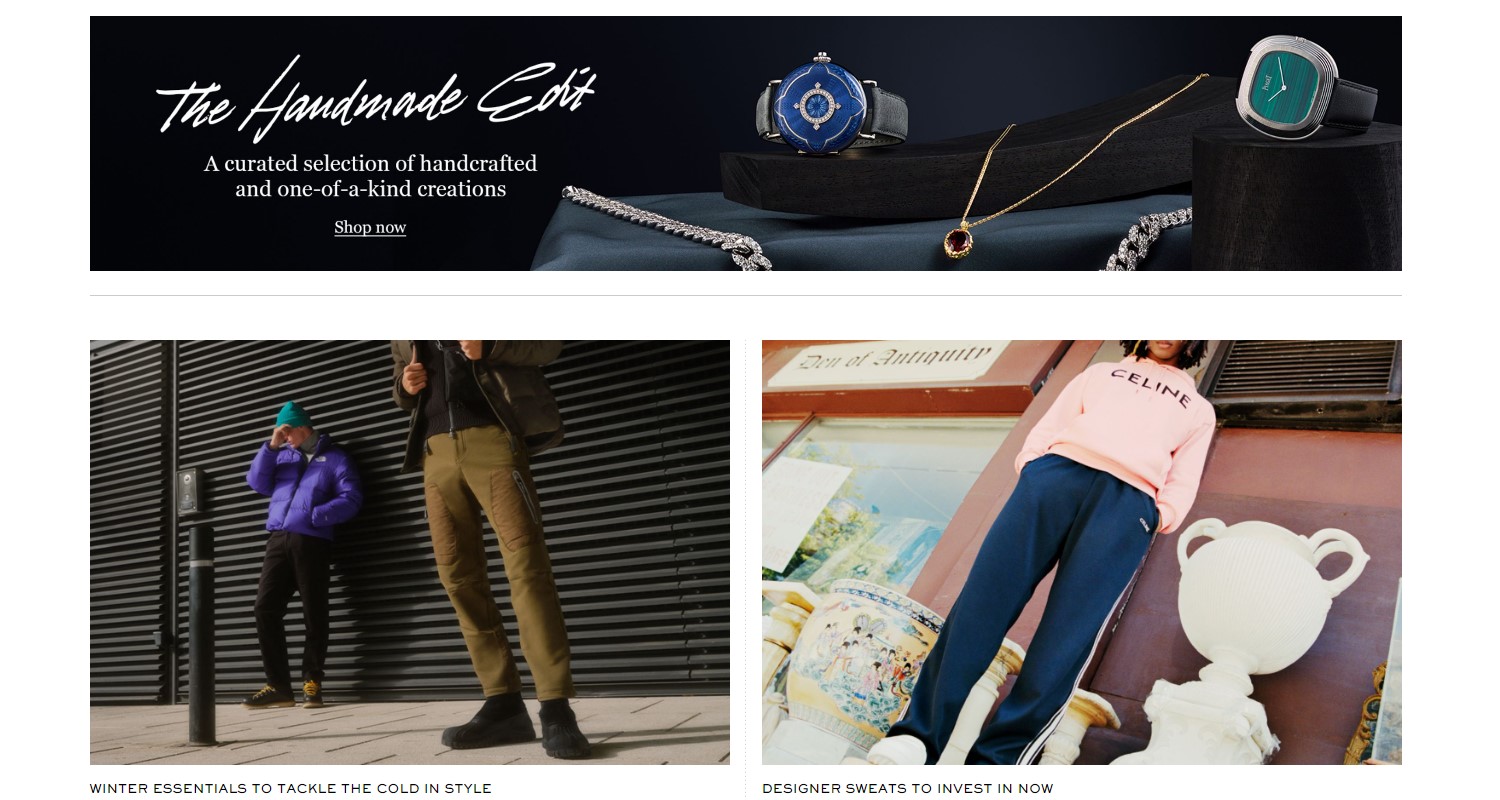 The Handmade Edit
A curated selection of handcrafted
and one-of-a-kind creations
Shop now
PIAGET
Den of Antiquity
CELINE
WINTER ESSENTIALS TO TACKLE THE COLD IN STYLE
DESIGNER SWEATS TO INVEST IN NOW